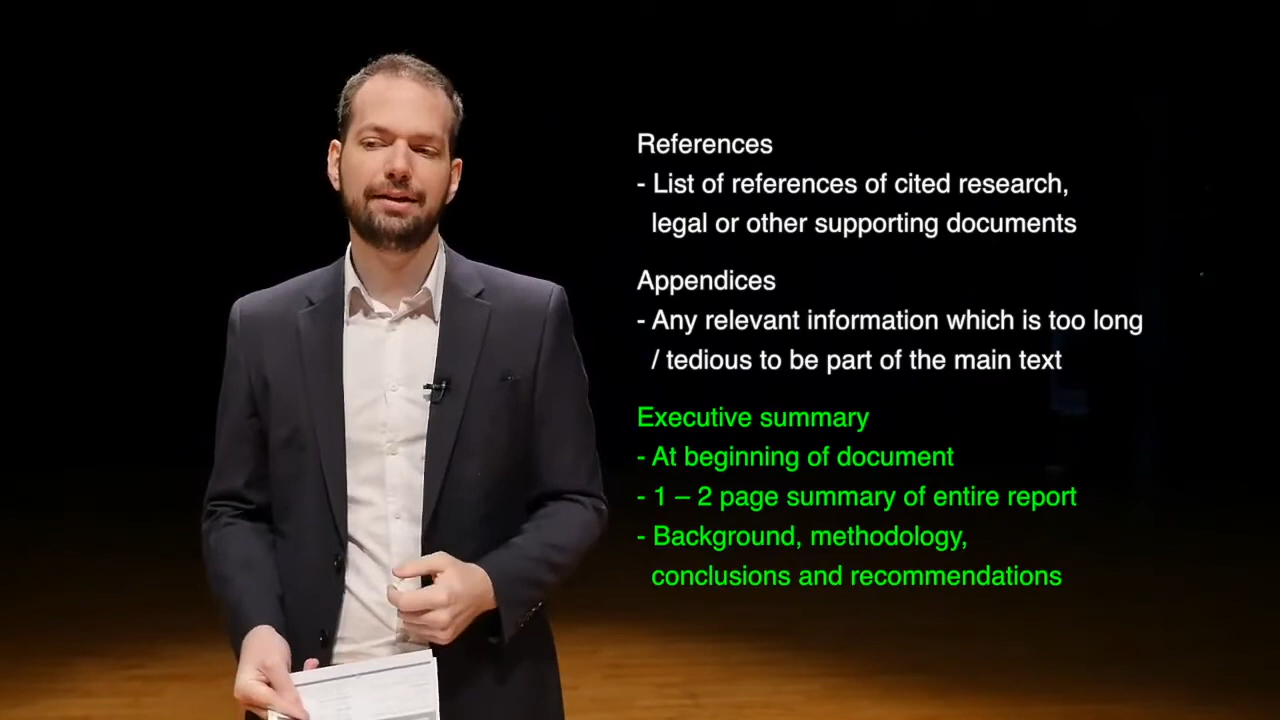 References
- List of references of cited research,
legal or other supporting documents
Appendices
- Any relevant information which is too long
/ tedious to be part of the main text
Executive summary
- At beginning of document
- 1 – 2 page summary of entire report
- Background, methodology,
conclusions and recommendations